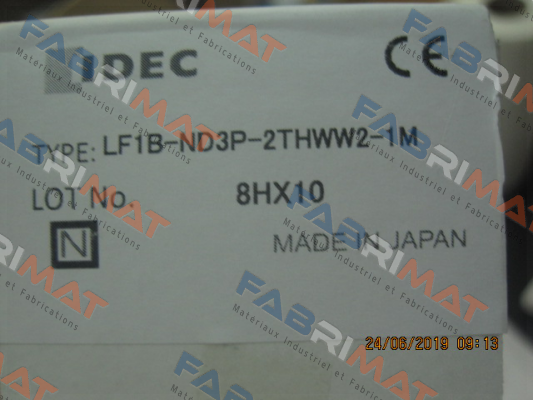 IDEC
CE
TYPE: LF1B-ND3P-2THWW2-1M
LOT No. 8HX10
N
MADE IN JAPAN
24/06/2019 09:13
FABRIMAT
Materiaux Industriel et Fabrications